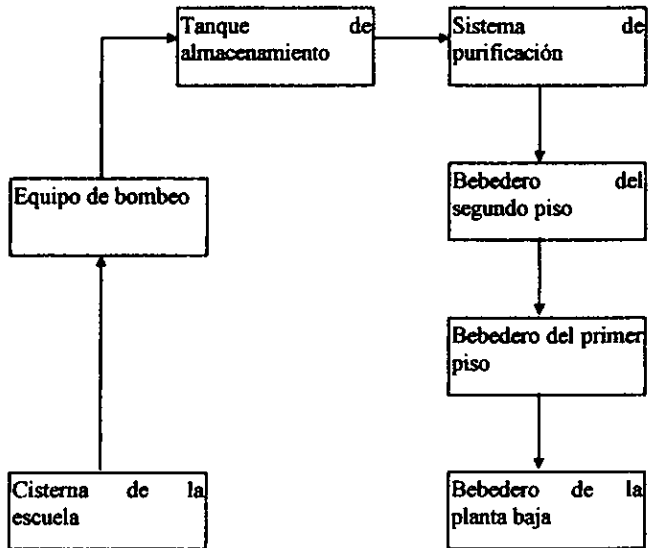 Tanque de
almacenamiento
Sistema de
purificación
Equipo de bombeo
Bebedero del
segundo piso
Bebedero del primer
piso
Cisterna de la
escuela
Bebedero de la
planta baja